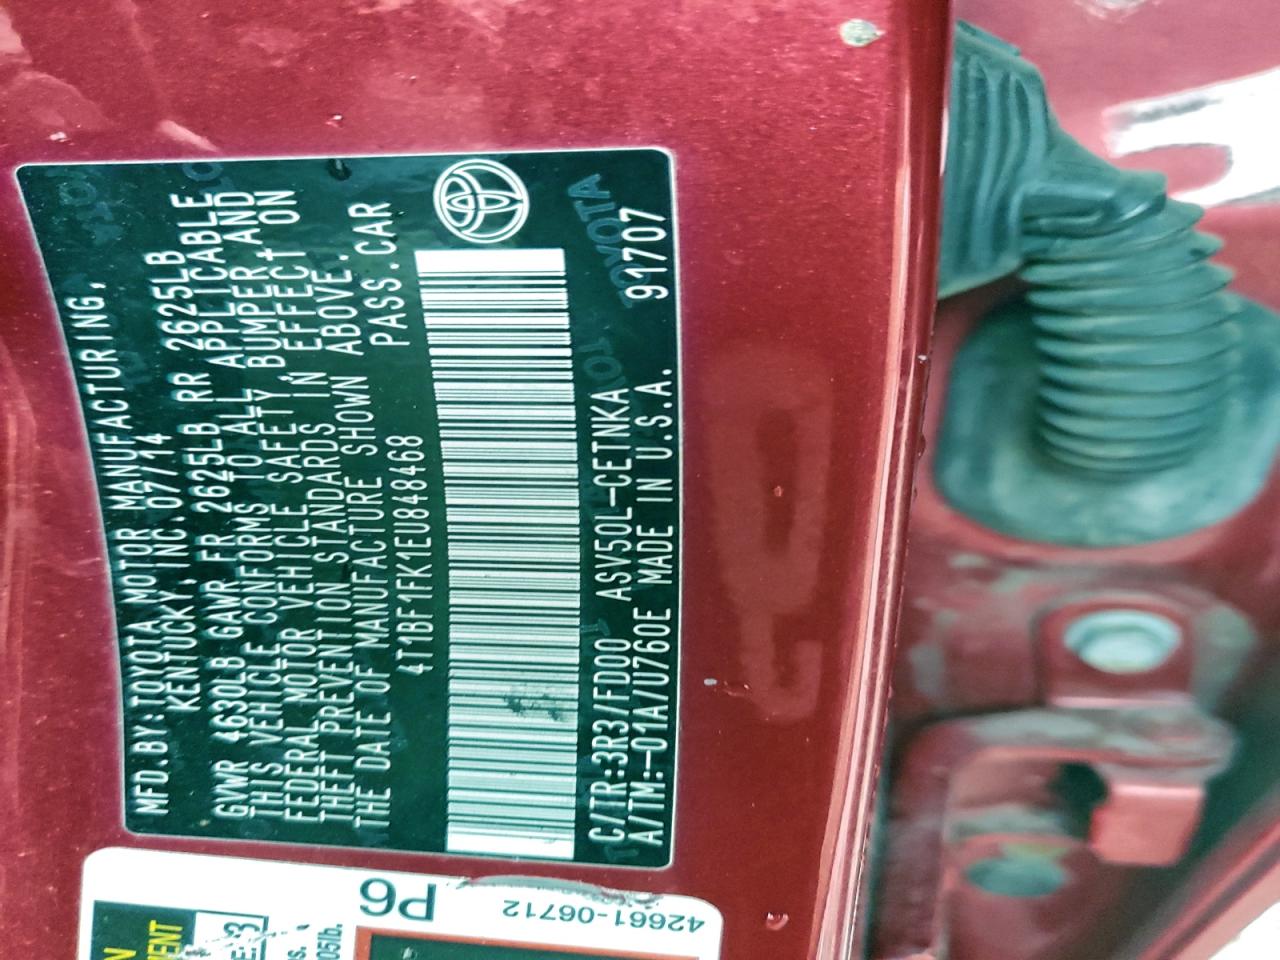 MFD.BY:TOYOTA MOTOR MANUFACTURING,
KENTUCKY, INC. 07/14
GVWR 4630LB GAWR FR 2625LB RR 2625LB
THIS VEHICLE CONFORMS TO ALL APPLICABLE
FEDERAL MOTOR VEHICLE SAFETY, BUMPER, AND
THEFT PREVENTION STANDARDS IN EFFECT ON
THE DATE OF MANUFACTURE SHOWN ABOVE.
4T1BF1FK1EU848468 PASS.CAR
C/TR:3R3/FD00 ASV50L-CETNKA
A/TM:-01A/U760E MADE IN U.S.A. 91707
TOYOTA
P6
42661-06712